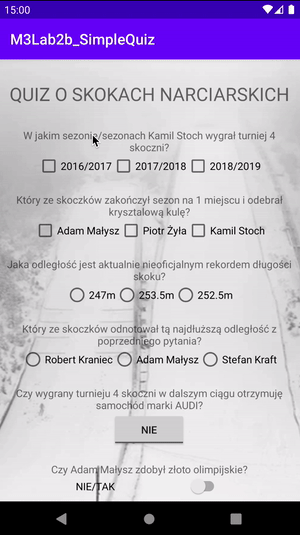 15:00
M3Lab2b_SimpleQuiz
QUIZ O SKOKACH NARCIARSKICH
W jakim sezonie/sezonach Kamil Stoch wygrał turniej 4
skoczni?
2016/2017 2017/2018 2018/2019
Który ze skoczków zakończył sezon na 1 miejscu i odebrał
kryształową kulę?
Adam Małysz Piotr Żyła Kamil Stoch
Jaka odległość jest aktualnie nieoficjalnym rekordem długości
skoku?
247m 253.5m 252.5m
Który ze skoczków odnotował tą najdłuższą odległość z
poprzedniego pytania?
Robert Kraniec Adam Małysz Stefan Kraft
Czy wygrany turnieju 4 skoczni w dalszym ciągu otrzymuję
samochód marki AUDI?
NIE
Czy Adam Małysz zdobył złoto olimpijskie?
NIE/TAK